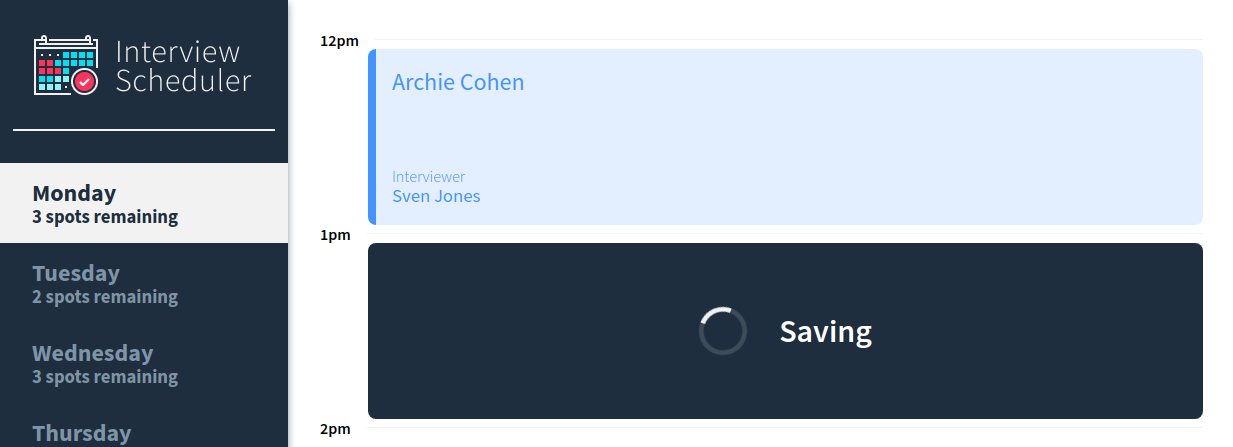 Interview
Scheduler
Monday
3 spots remaining
Tuesday
2 spots remaining
Wednesday
3 spots remaining
Thursday
12pm
Archie Cohen
Interviewer
Sven Jones
1pm
Saving
2pm